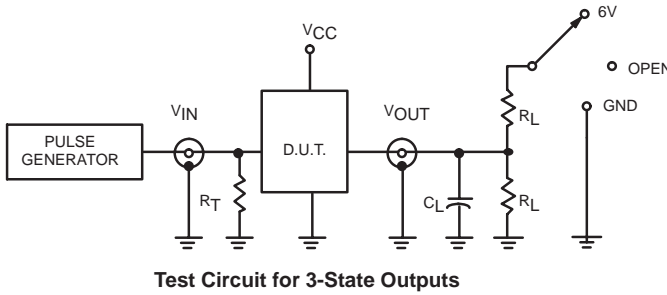 6V
VCC
OPEN
VIN
VOUT
RL
GND
PULSE
GENERATOR
D.U.T.
RT
CL
RL
Test Circuit for 3-State Outputs